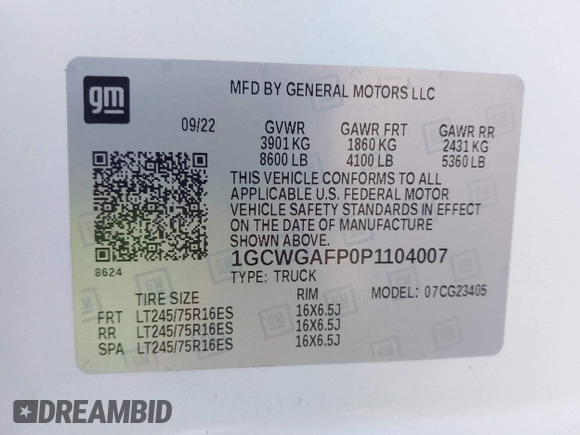 gm
MFD BY GENERAL MOTORS LLC
09/22 GVWR GAWR FRT GAWR RR
3901 KG 1860 KG 2431 KG
8600 LB 4100 LB 5360 LB
THIS VEHICLE CONFORMS TO ALL
APPLICABLE U.S. FEDERAL MOTOR
VEHICLE SAFETY STANDARDS IN EFFECT
ON THE DATE OF MANUFACTURE
8624
1GCWGAFP0P1104007
TYPE: TRUCK
TIRE SIZE RIM MODEL: 07CG23405
FRT LT245/75R16ES 16X6.5J
RR LT245/75R16ES 16X6.5J
SPA LT245/75R16ES 16X6.5J
DREAMBID